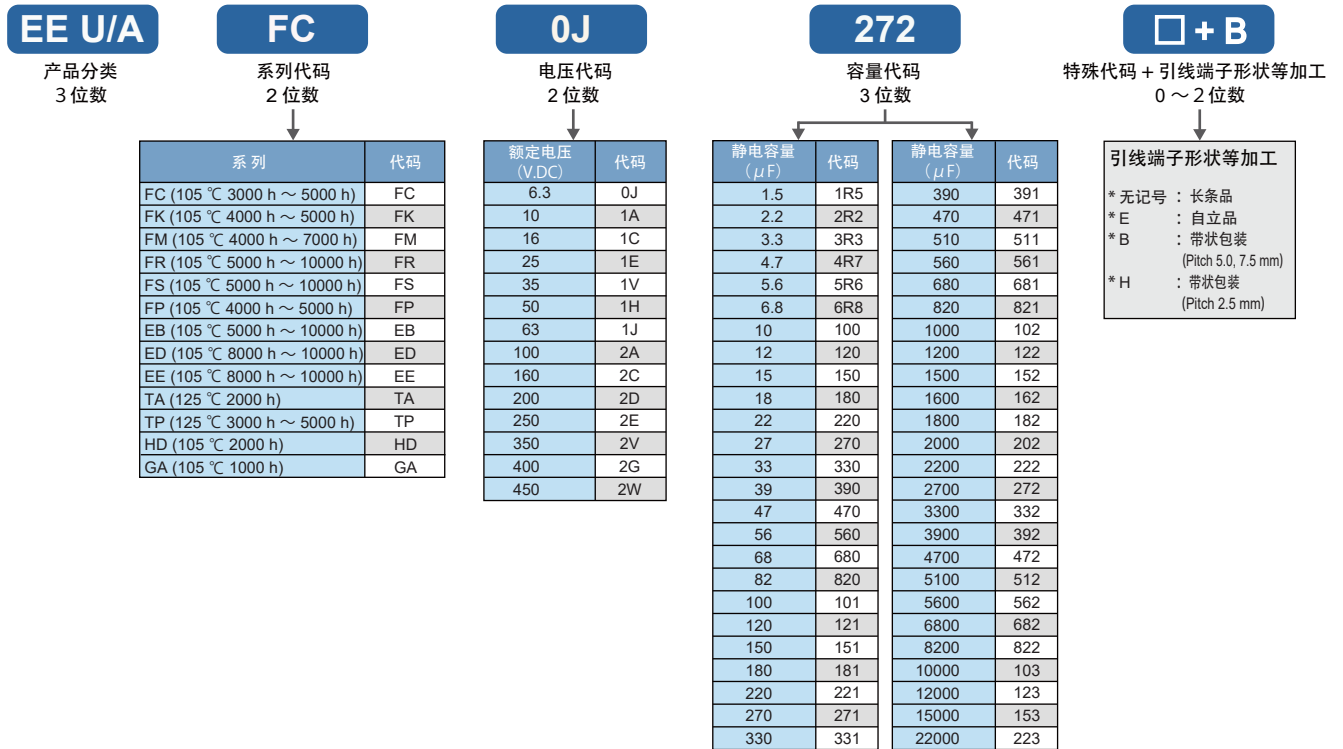 EE U/A FC 0J 272 □ + B
产品分类 系列代码 电压代码 容量代码 特殊代码 + 引线端子形状等加工
3位数 2位数 2位数 3位数 0 ～ 2位数
系 列 代码
FC (105 ℃ 3000 h ～ 5000 h) FC
FK (105 ℃ 4000 h ～ 5000 h) FK
FM (105 ℃ 4000 h ～ 7000 h) FM
FR (105 ℃ 5000 h ～ 10000 h) FR
FS (105 ℃ 5000 h ～ 10000 h) FS
FP (105 ℃ 4000 h ～ 5000 h) FP
EB (105 ℃ 5000 h ～ 10000 h) EB
ED (105 ℃ 8000 h ～ 10000 h) ED
EE (105 ℃ 8000 h ～ 10000 h) EE
TA (125 ℃ 2000 h) TA
TP (125 ℃ 3000 h ～ 5000 h) TP
HD (105 ℃ 2000 h) HD
GA (105 ℃ 1000 h) GA
额定电压 代码
(V.DC)
6.3 0J
10 1A
16 1C
25 1E
35 1V
50 1H
63 1J
100 2A
160 2C
200 2D
250 2E
350 2V
400 2G
450 2W
静电容量 代码 静电容量 代码
(μF) (μF)
1.5 1R5 390 391
2.2 2R2 470 471
3.3 3R3 510 511
4.7 4R7 560 561
5.6 5R6 680 681
6.8 6R8 820 821
10 100 1000 102
12 120 1200 122
15 150 1500 152
18 180 1600 162
22 220 1800 182
27 270 2000 202
33 330 2200 222
39 390 2700 272
47 470 3300 332
56 560 3900 392
68 680 4700 472
82 820 5100 512
100 101 5600 562
120 121 6800 682
150 151 8200 822
180 181 10000 103
220 221 12000 123
270 271 15000 153
330 331 22000 223
引线端子形状等加工
* 无记号 : 长条品
* E : 自立品
* B : 带状包装
(Pitch 5.0, 7.5 mm)
* H : 带状包装
(Pitch 2.5 mm)